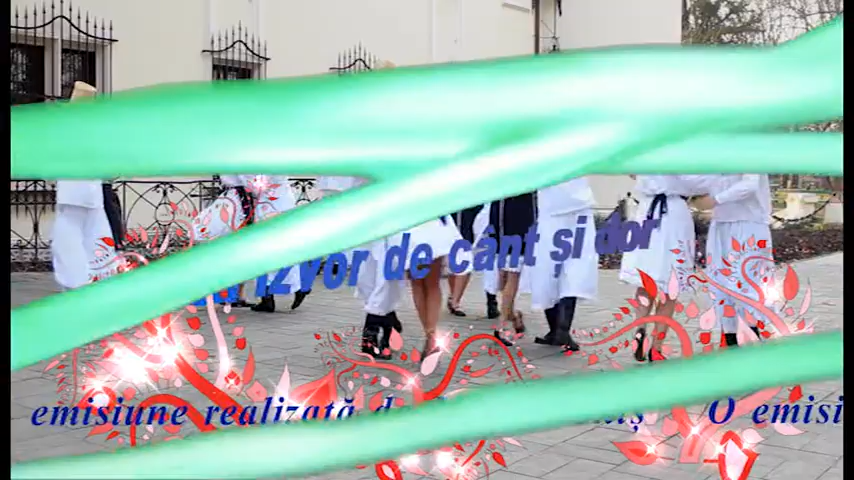 izvor de cânt și dor
emisiune realizată d O emisi